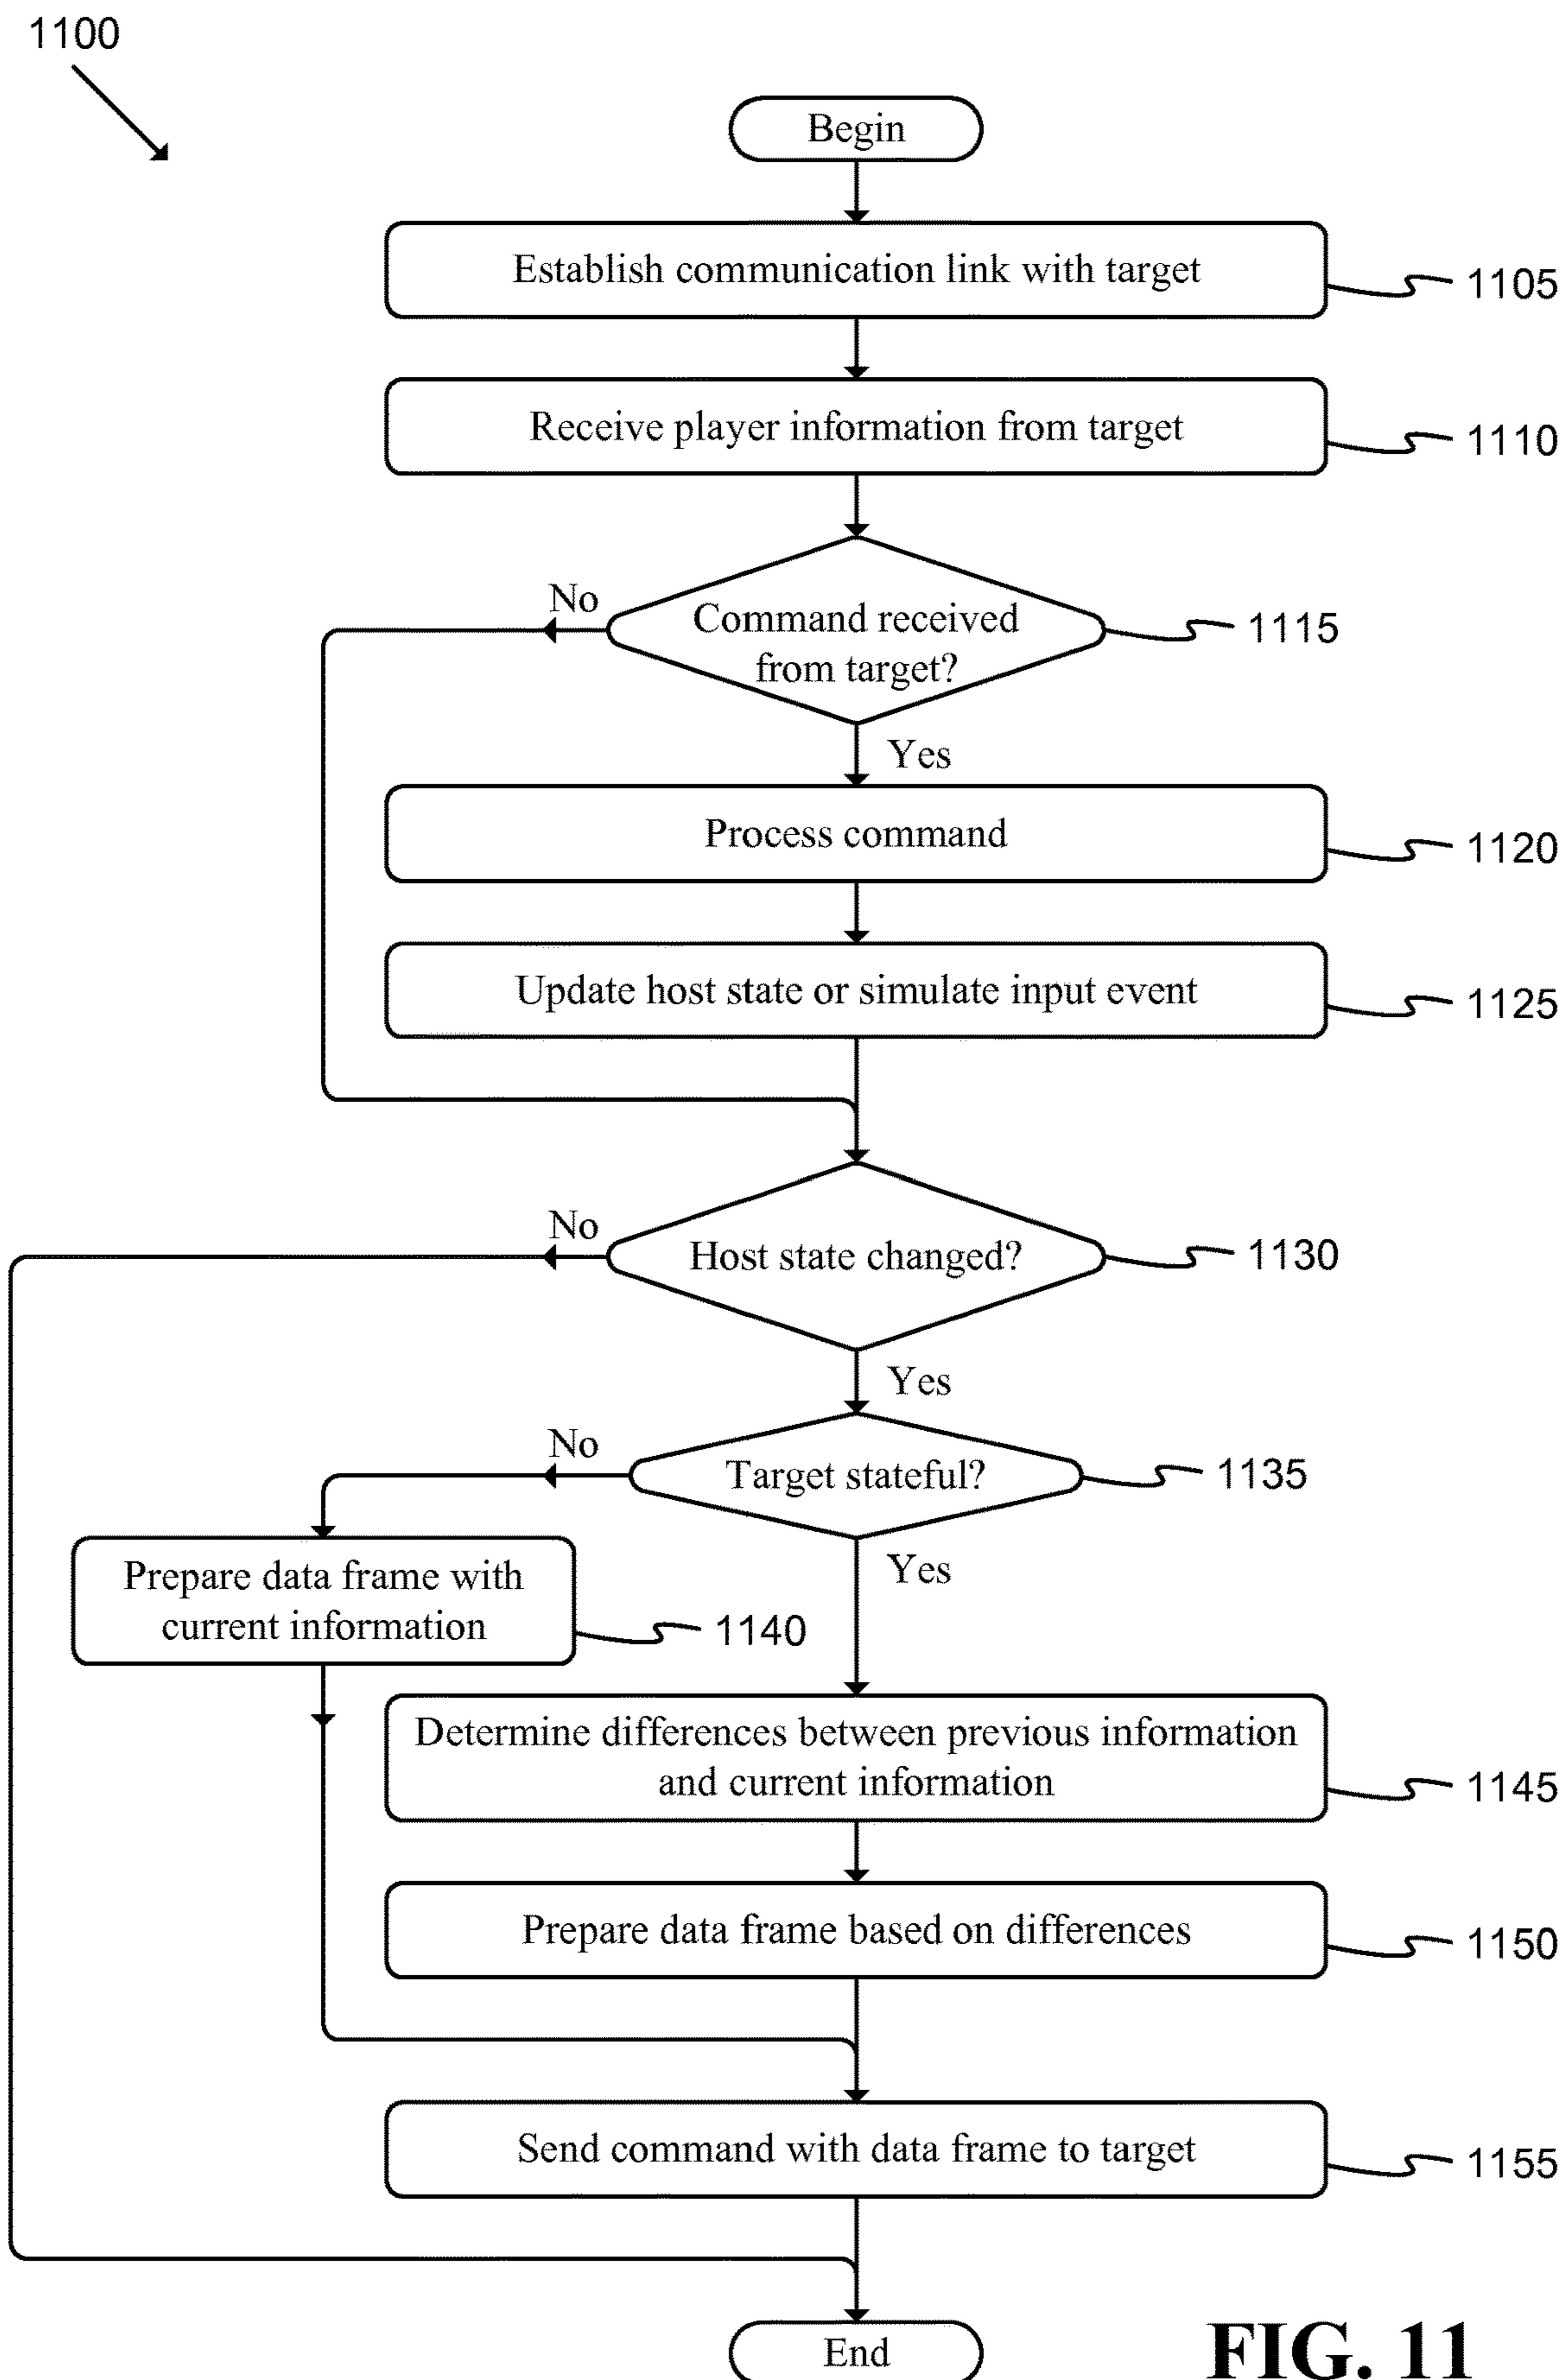 1100
Begin
Establish communication link with target
1105
Receive player information from target
1110
No
Command received
from target?
1115
Yes
Process command
1120
Update host state or simulate input event
1125
No
Host state changed?
1130
Yes
No
Target stateful?
1135
Yes
Prepare data frame with
current information
1140
Determine differences between previous information
and current information
1145
Prepare data frame based on differences
1150
Send command with data frame to target
1155
End
FIG. 11